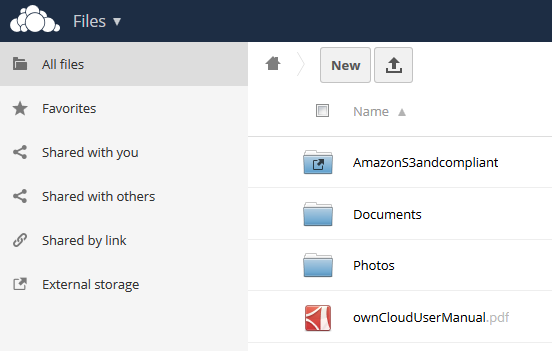 Files
All files
Favorites
Shared with you
Shared with others
Shared by link
External storage
New
Name
AmazonS3andcompliant
Documents
Photos
ownCloudUserManual.pdf